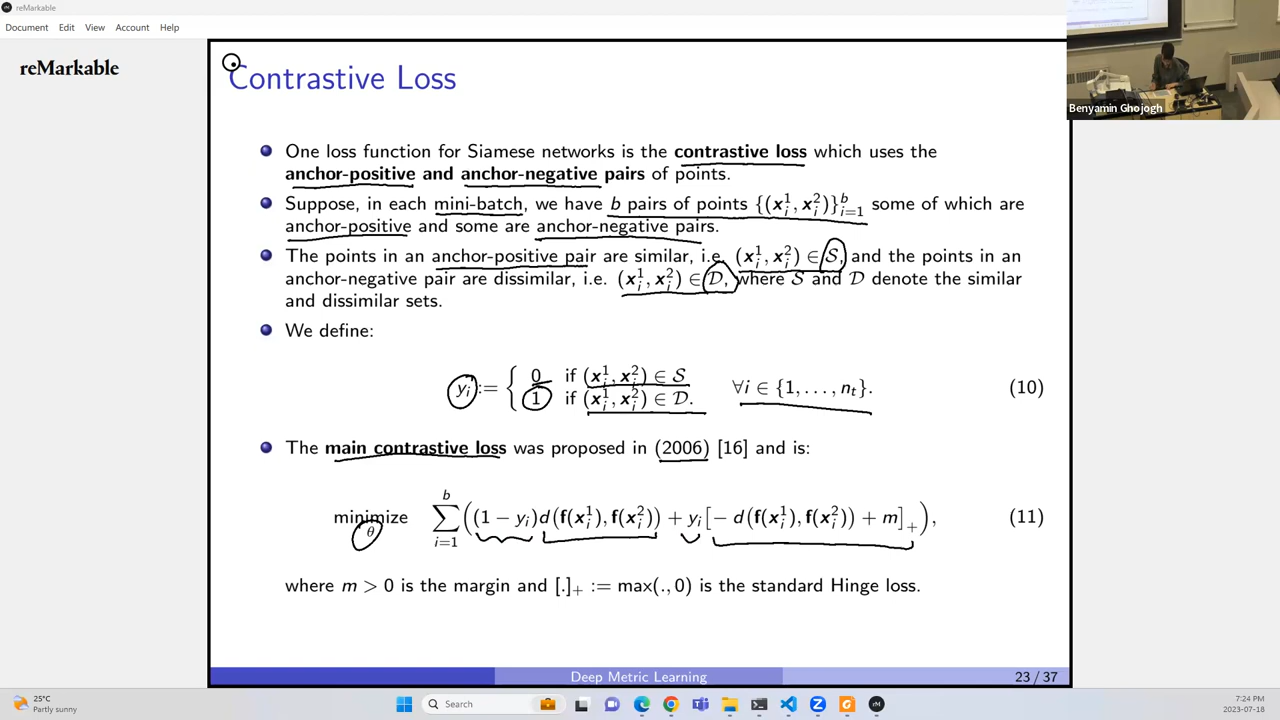 reMarkable
Document Edit View Account Help
reMarkable
Contrastive Loss
One loss function for Siamese networks is the contrastive loss which uses the
anchor-positive and anchor-negative pairs of points.
Suppose, in each mini-batch, we have b pairs of points {(x_i^1, x_i^2)}_{i=1}^b some of which are
anchor-positive and some are anchor-negative pairs.
The points in an anchor-positive pair are similar, i.e. (x_i^1, x_i^2) ∈ S, and the points in an
anchor-negative pair are dissimilar, i.e. (x_i^1, x_i^2) ∈ D, where S and D denote the similar
and dissimilar sets.
We define:
y_i := { 0 if (x_i^1, x_i^2) ∈ S
1 if (x_i^1, x_i^2) ∈ D. ∀i ∈ {1, . . . , n_t}. (10)
The main contrastive loss was proposed in (2006) [16] and is:
minimize_θ ∑_{i=1}^b ((1 − y_i)d(f(x_i^1), f(x_i^2)) + y_i[− d(f(x_i^1), f(x_i^2)) + m]_+), (11)
where m > 0 is the margin and [.]_+ := max(., 0) is the standard Hinge loss.
Deep Metric Learning 23 / 37
Benyamin Ghojogh
25°C
Partly sunny
Search
7:24 PM
2023-07-18